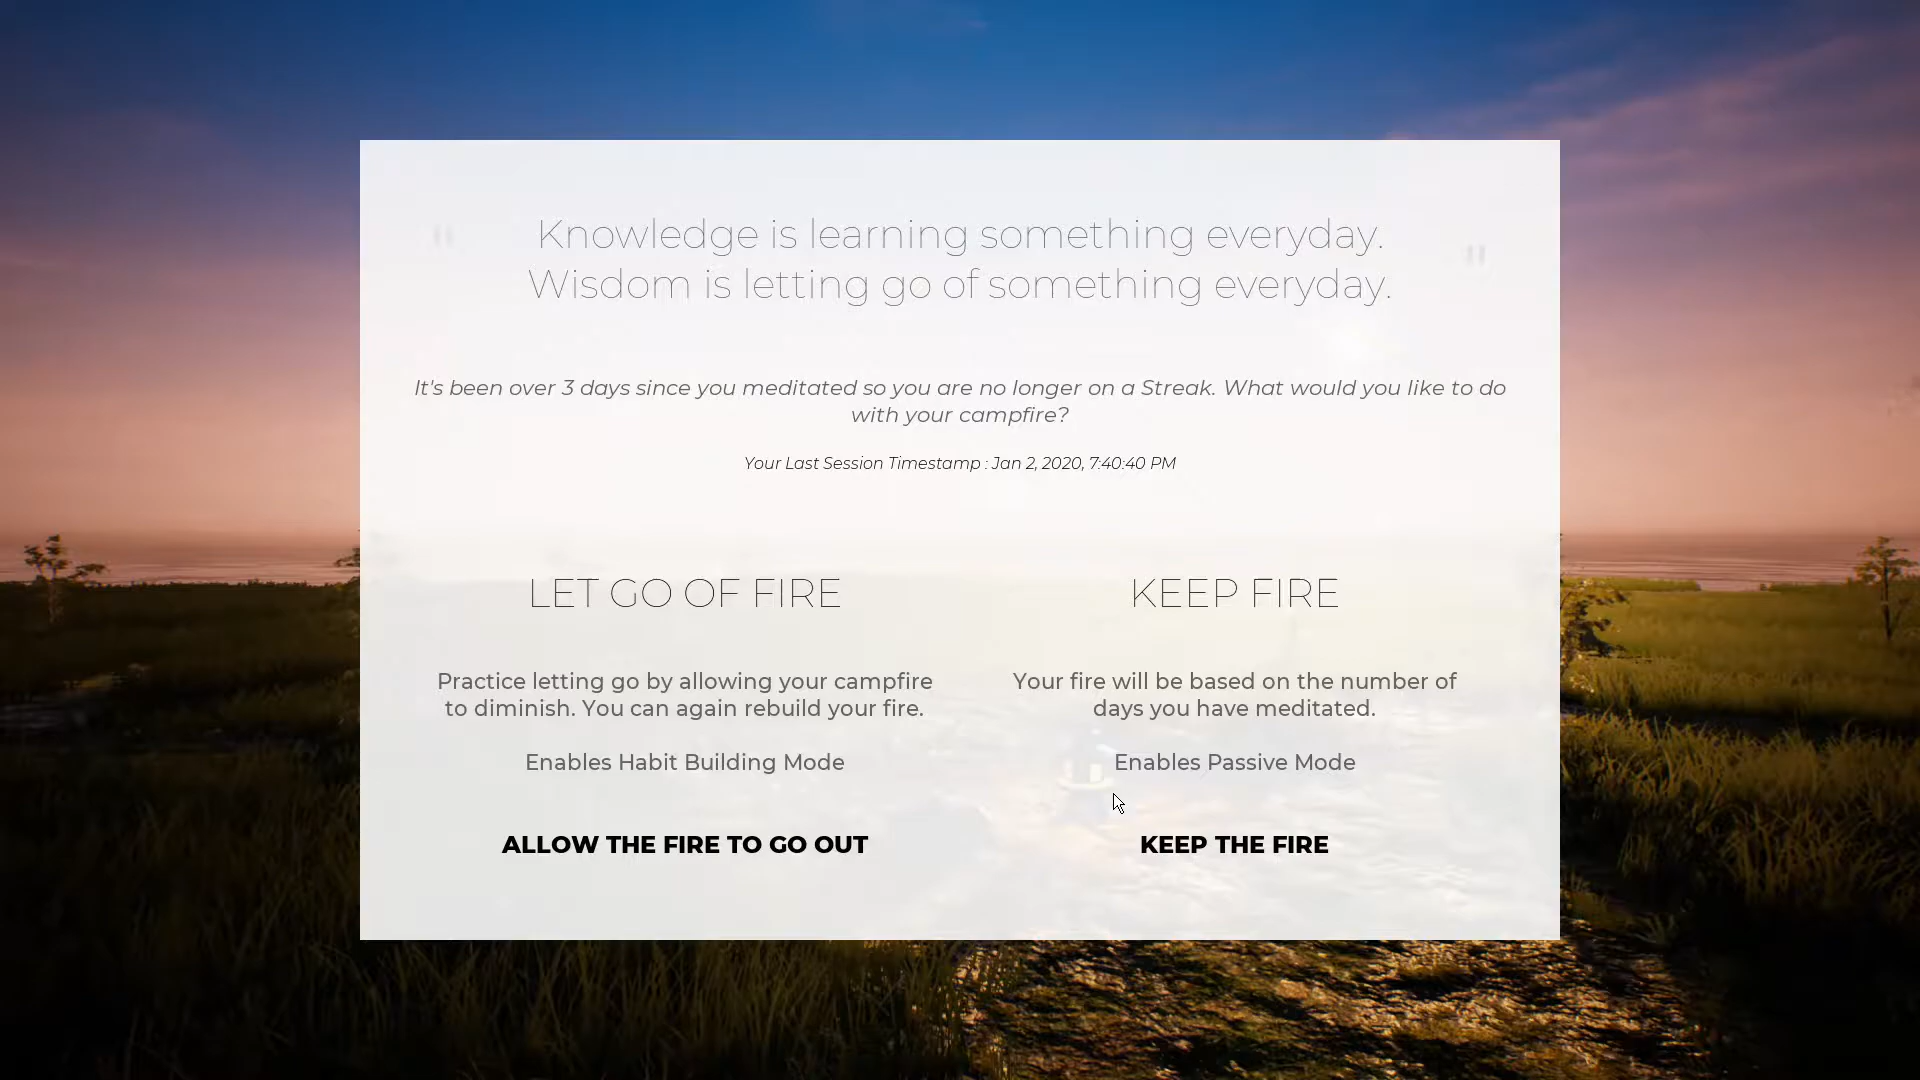 "Knowledge is learning something everyday.
Wisdom is letting go of something everyday."
It's been over 3 days since you meditated so you are no longer on a Streak. What would you like to do
with your campfire?
Your Last Session Timestamp : Jan 2, 2020, 7:40:40 PM
LET GO OF FIRE
Practice letting go by allowing your campfire
to diminish. You can again rebuild your fire.
Enables Habit Building Mode
ALLOW THE FIRE TO GO OUT
KEEP FIRE
Your fire will be based on the number of
days you have meditated.
Enables Passive Mode
KEEP THE FIRE